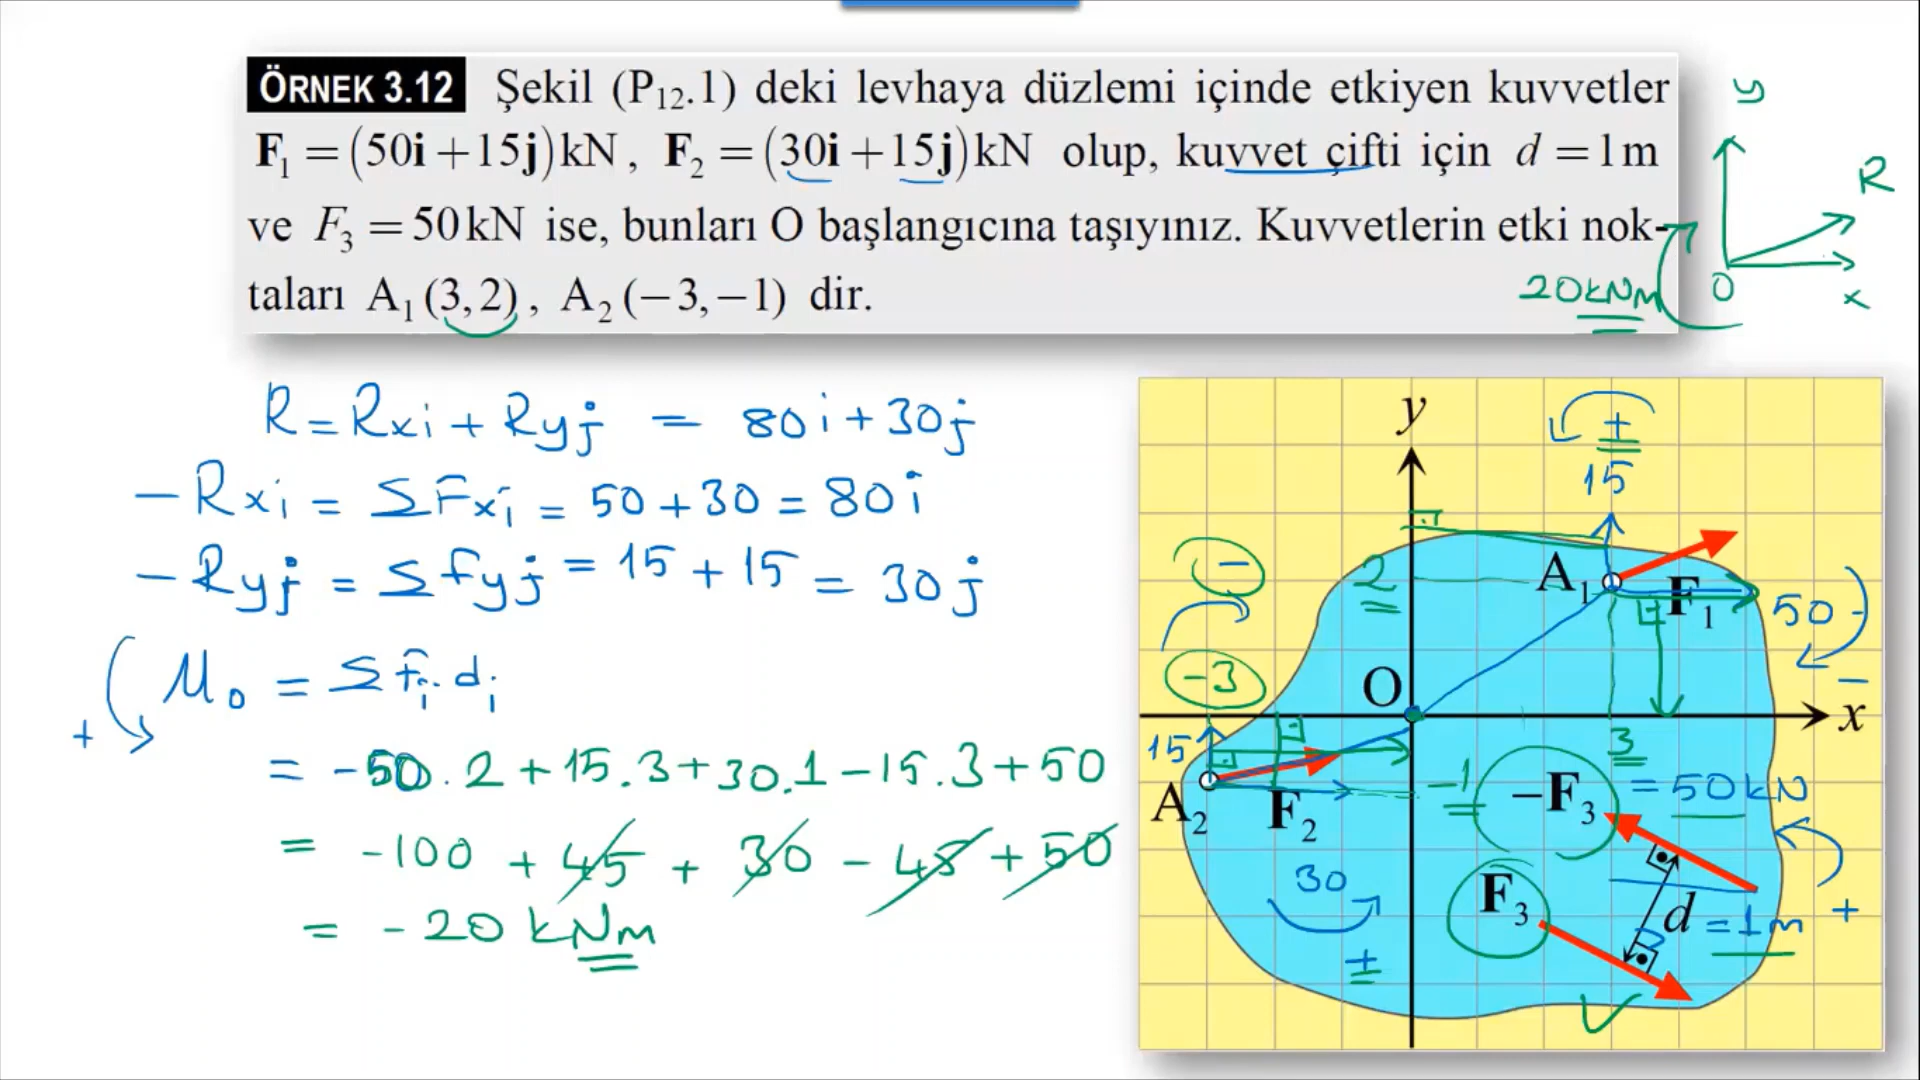 ÖRNEK 3.12 Şekil (P12.1) deki levhaya düzlemi içinde etkiyen kuvvetler
F1 = (50i + 15j) kN, F2 = (30i + 15j) kN olup, kuvvet çifti için d = 1 m
ve F3 = 50 kN ise, bunları O başlangıcına taşıyınız. Kuvvetlerin etki nok-
taları A1 (3, 2), A2 (−3, −1) dir.
y
R
20kNm
O
x
R = Rxi + Ryj = 80i + 30j
- Rxi = ΣFxi = 50 + 30 = 80i
- Ryj = ΣFyj = 15 + 15 = 30j
+ Mo = ΣFi.di
= -50.2 + 15.3 + 30.1 - 15.3 + 50
= -100 + 45 + 30 - 45 + 50
= -20 kNm
y
+
15
-
2
A1
F1
50
-
-3
O
-
x
15
3
A2
F2
-1
−F3
= 50kN
30
F3
d
= 1m
+
+